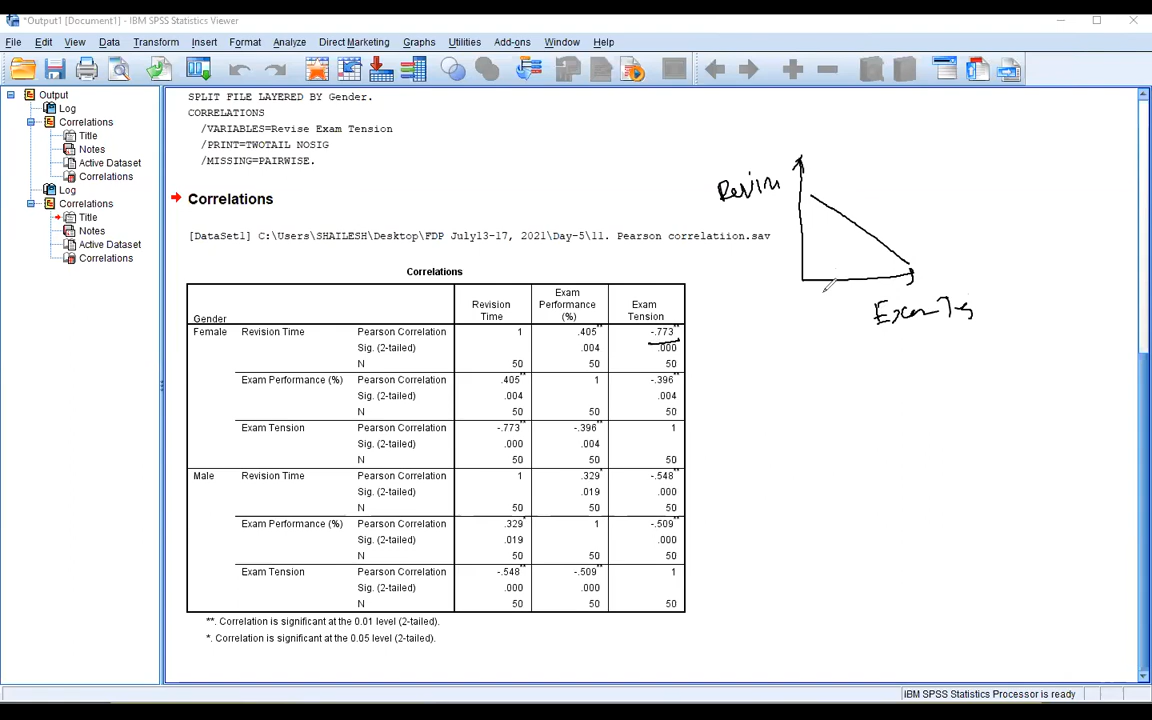 *Output1 [Document1] - IBM SPSS Statistics Viewer
File Edit View Data Transform Insert Format Analyze Direct Marketing Graphs Utilities Add-ons Window Help
Output
Log
Correlations
Title
Notes
Active Dataset
Correlations
Log
Correlations
Title
Notes
Active Dataset
Correlations
SPLIT FILE LAYERED BY Gender.
CORRELATIONS
/VARIABLES=Revise Exam Tension
/PRINT=TWOTAIL NOSIG
/MISSING=PAIRWISE.
Correlations
[DataSet1] C:\Users\SHAILESH\Desktop\FDP July13-17, 2021\Day-5\11. Pearson correlatiion.sav
Correlations
Gender Revision Time Exam Performance (%) Exam Tension
Female Revision Time Pearson Correlation 1 .405** -.773**
Sig. (2-tailed) .004 .000
N 50 50 50
Exam Performance (%) Pearson Correlation .405** 1 -.396**
Sig. (2-tailed) .004 .004
N 50 50 50
Exam Tension Pearson Correlation -.773** -.396** 1
Sig. (2-tailed) .000 .004
N 50 50 50
Male Revision Time Pearson Correlation 1 .329* -.548**
Sig. (2-tailed) .019 .000
N 50 50 50
Exam Performance (%) Pearson Correlation .329* 1 -.509**
Sig. (2-tailed) .019 .000
N 50 50 50
Exam Tension Pearson Correlation -.548** -.509** 1
Sig. (2-tailed) .000 .000
N 50 50 50
**. Correlation is significant at the 0.01 level (2-tailed).
*. Correlation is significant at the 0.05 level (2-tailed).
Exam
IBM SPSS Statistics Processor is ready